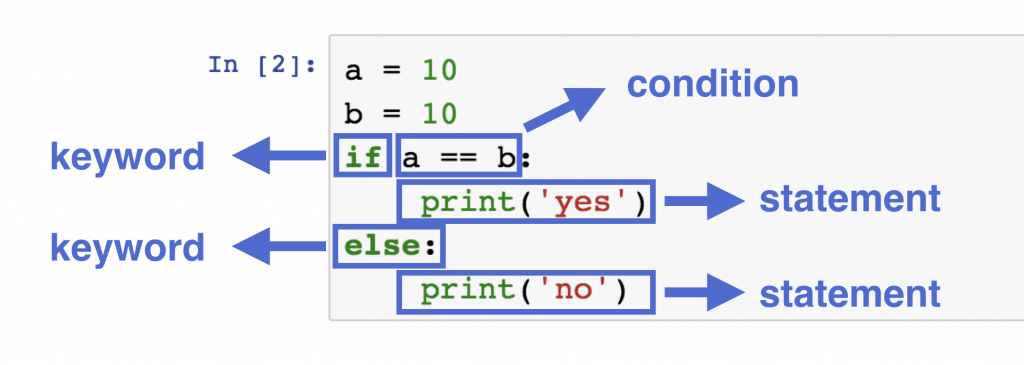 In [2]: a = 10
b = 10
condition
keyword if a == b:
print('yes') statement
keyword else:
print('no') statement